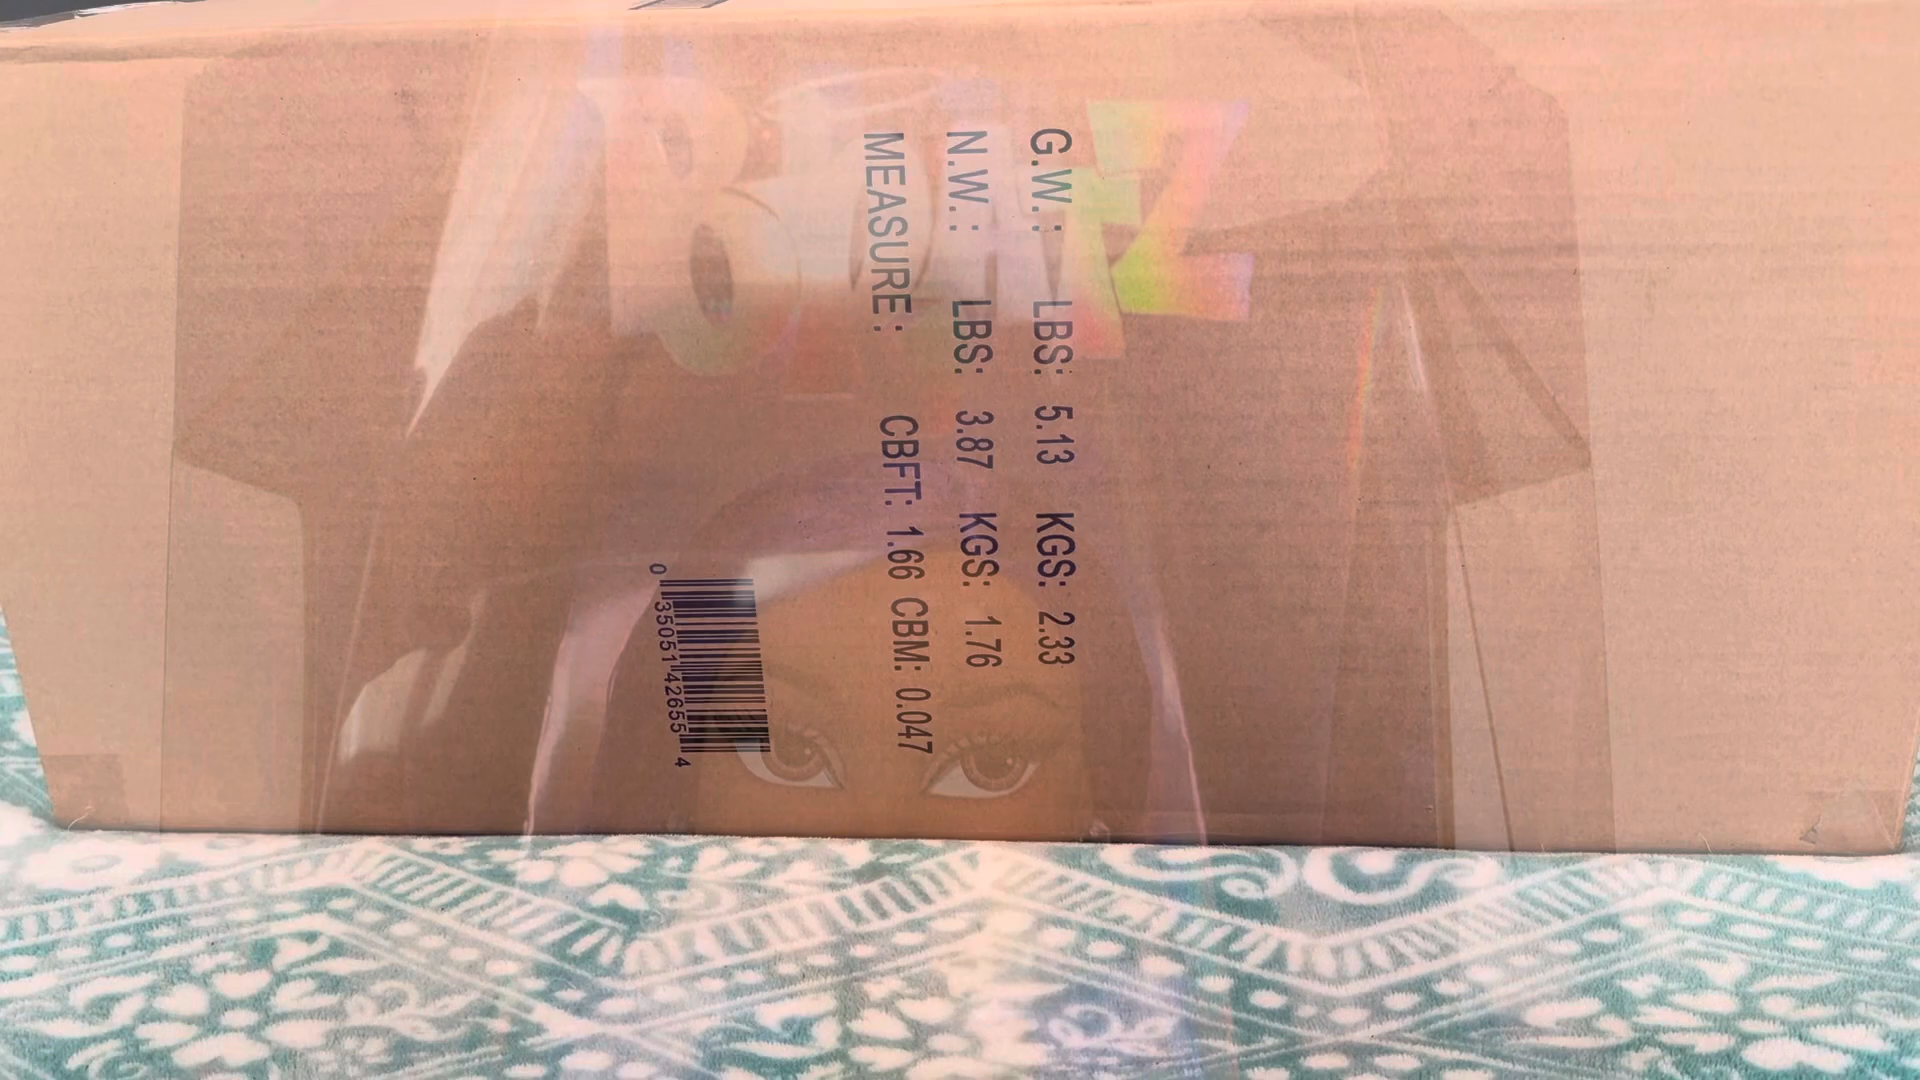 BRATZ
G.W.: LBS: 5.13 KGS: 2.33
N.W.: LBS: 3.87 KGS: 1.76
MEASURE: CBFT: 1.66 CBM: 0.047
0 35051 42655 4